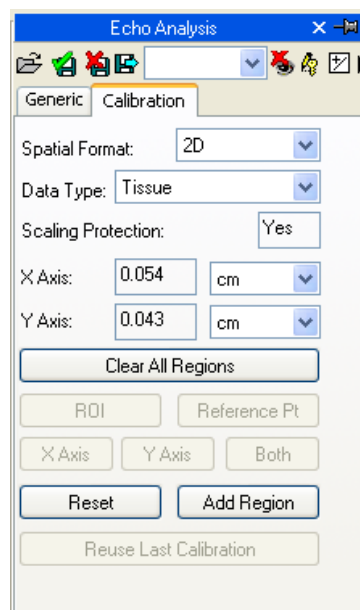 Echo Analysis
Generic Calibration
Spatial Format: 2D
Data Type: Tissue
Scaling Protection: Yes
X Axis: 0.054 cm
Y Axis: 0.043 cm
Clear All Regions
ROI Reference Pt
X Axis Y Axis Both
Reset Add Region
Reuse Last Calibration